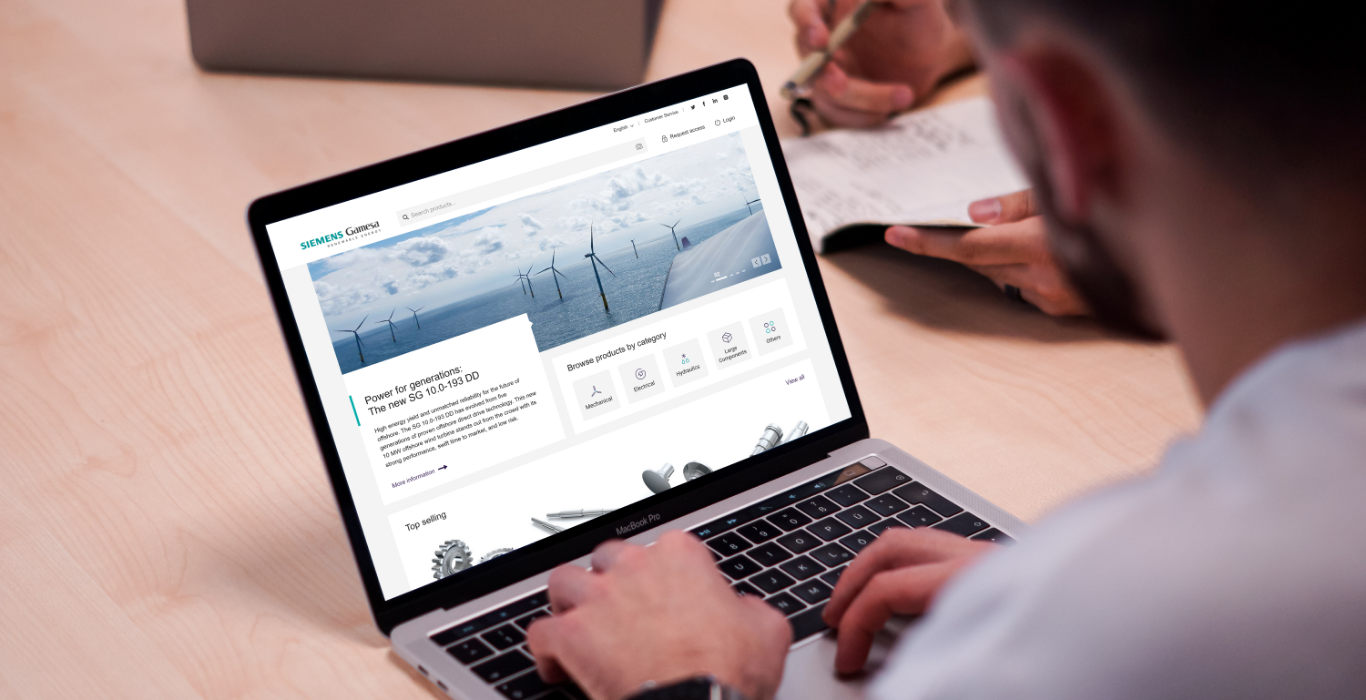 English
Customer Service
Search products...
Request access
Login
SIEMENS Gamesa
RENEWABLE ENERGY
02
Power for generations:
The new SG 10.0-193 DD
High energy yield and unmatched reliability for the future of
offshore. The SG 10.0-193 DD has evolved from five
generations of proven offshore direct drive technology. This new
10 MW offshore wind turbine stands out from the crowd with its
strong performance, swift time to market, and low risk.
More information
Browse products by category
Mechanical
Electrical
Hydraulics
Large
Components
Others
View all
Top selling
MacBook Pro